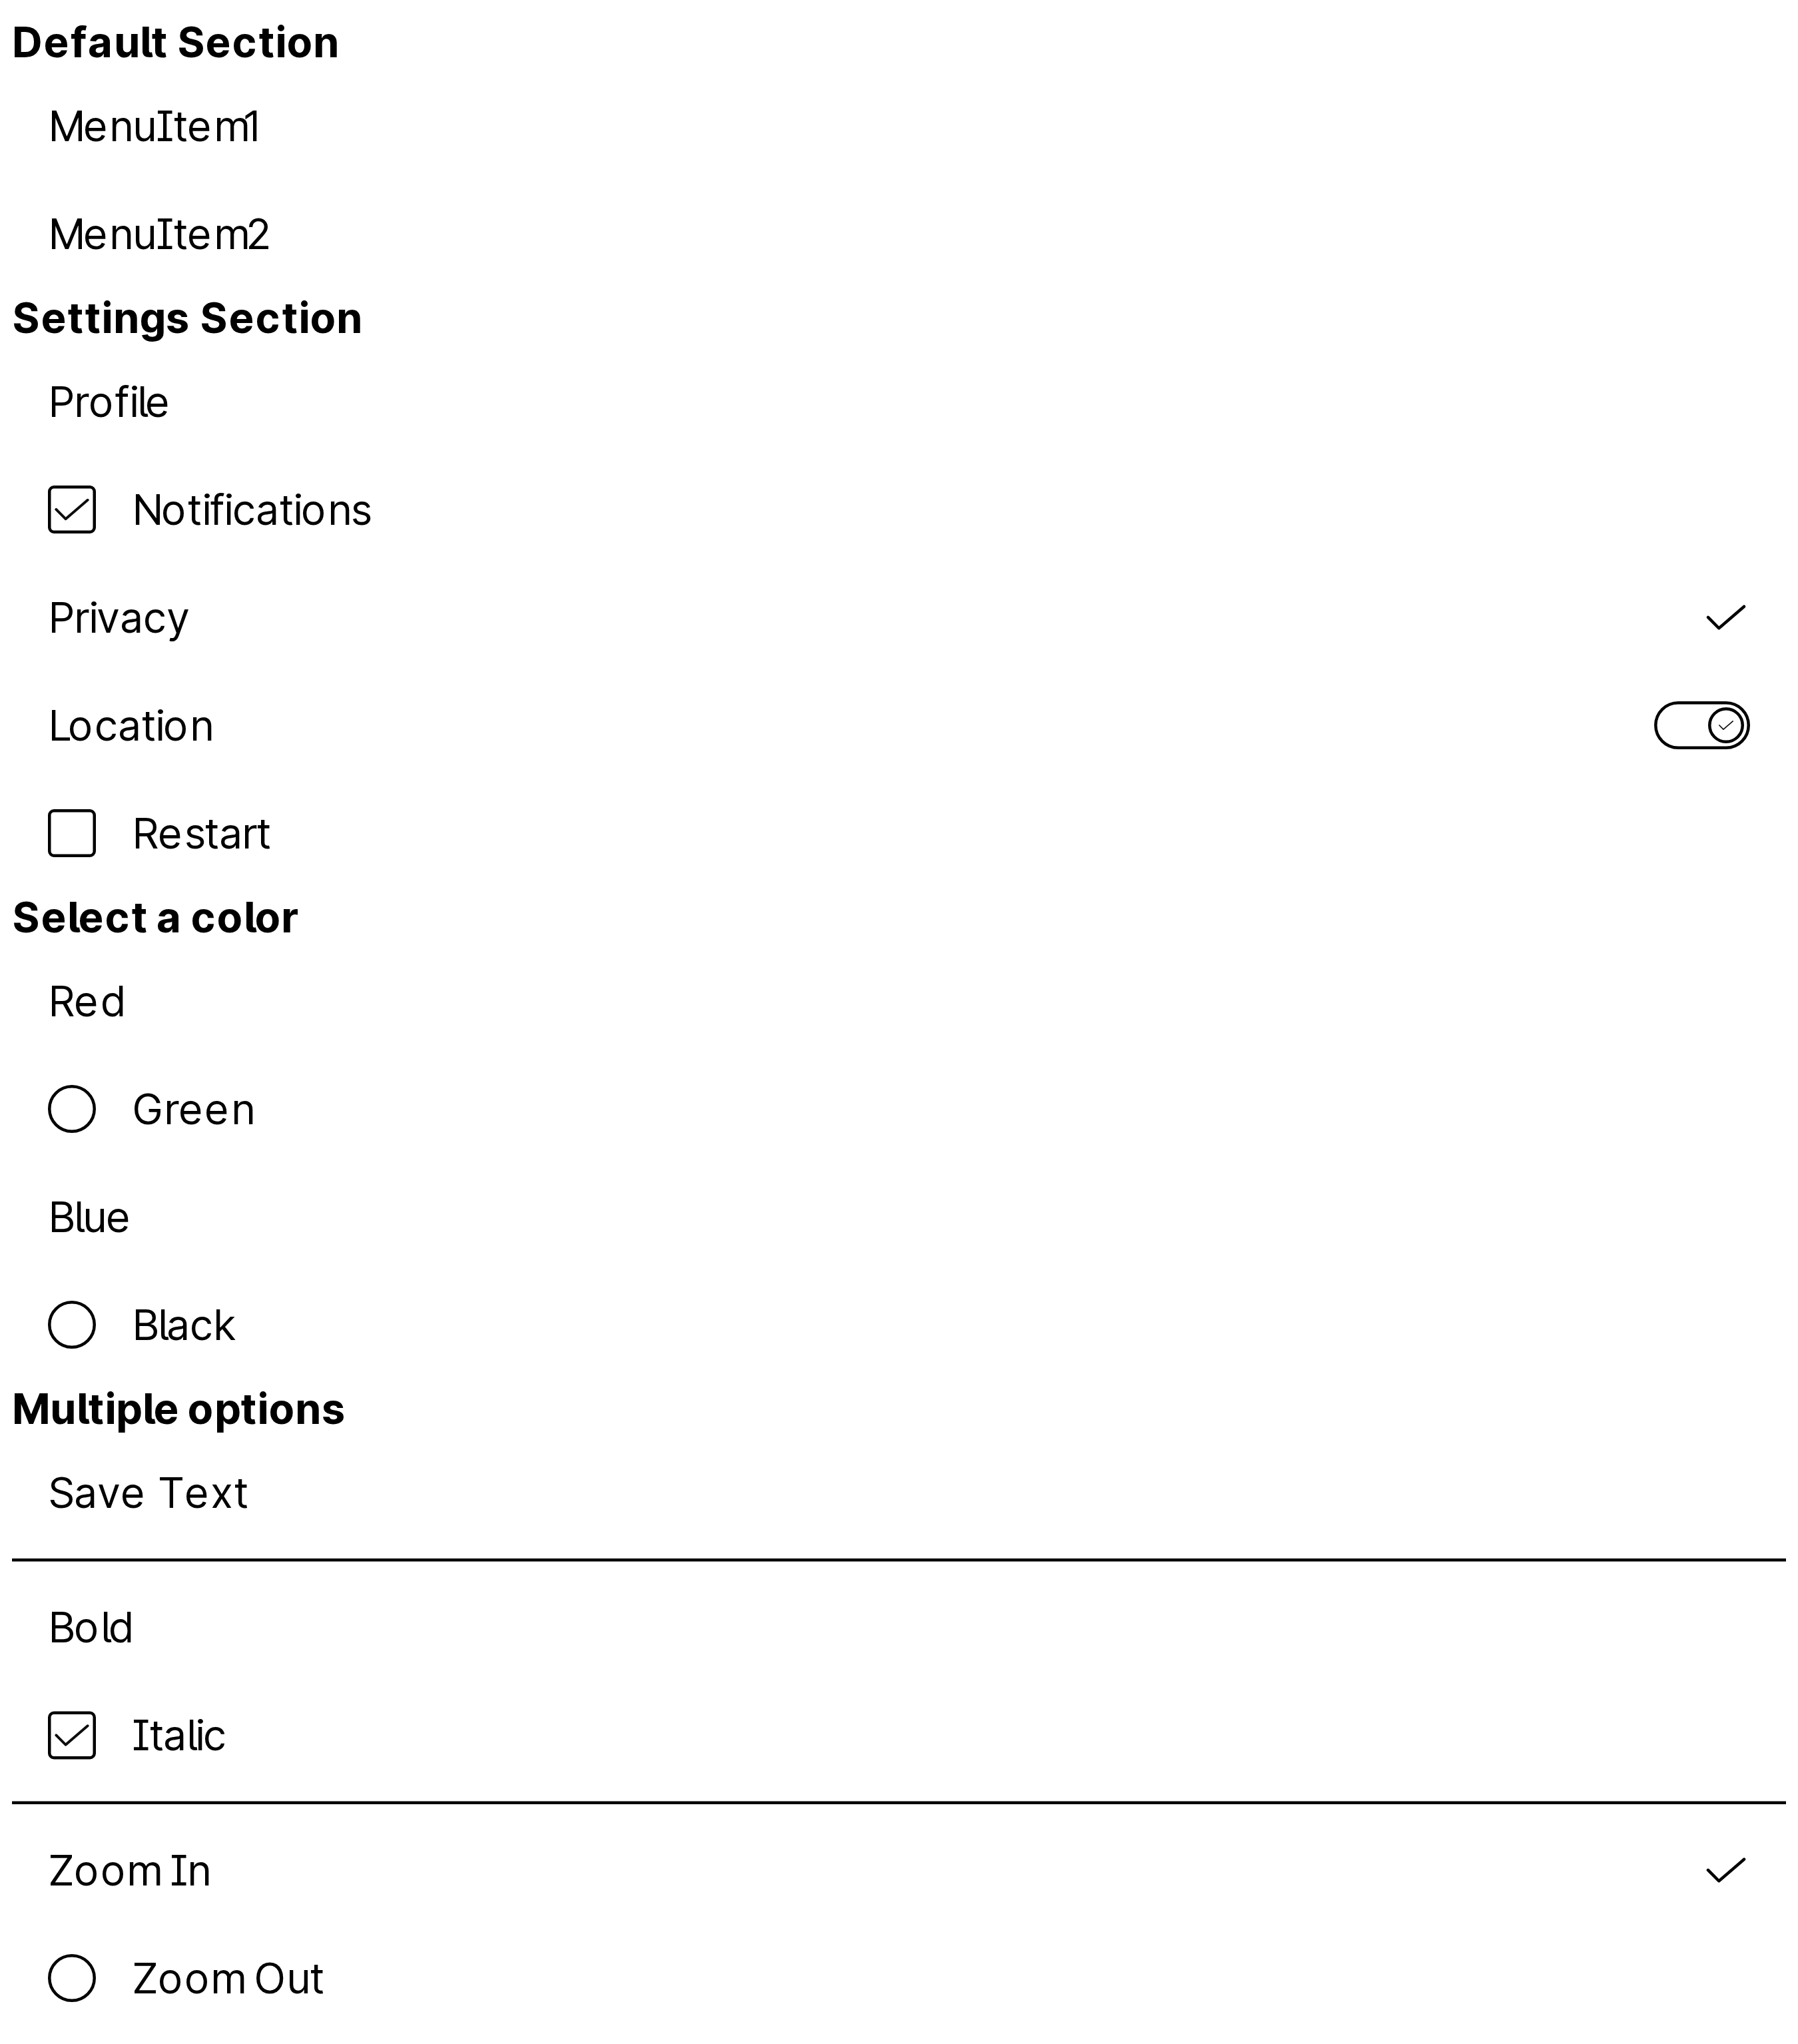 Default Section
MenuItem1
MenuItem2
Settings Section
Profile
Notifications
Privacy
Location
Restart
Select a color
Red
Green
Blue
Black
Multiple options
Save Text
Bold
Italic
Zoom In
Zoom Out